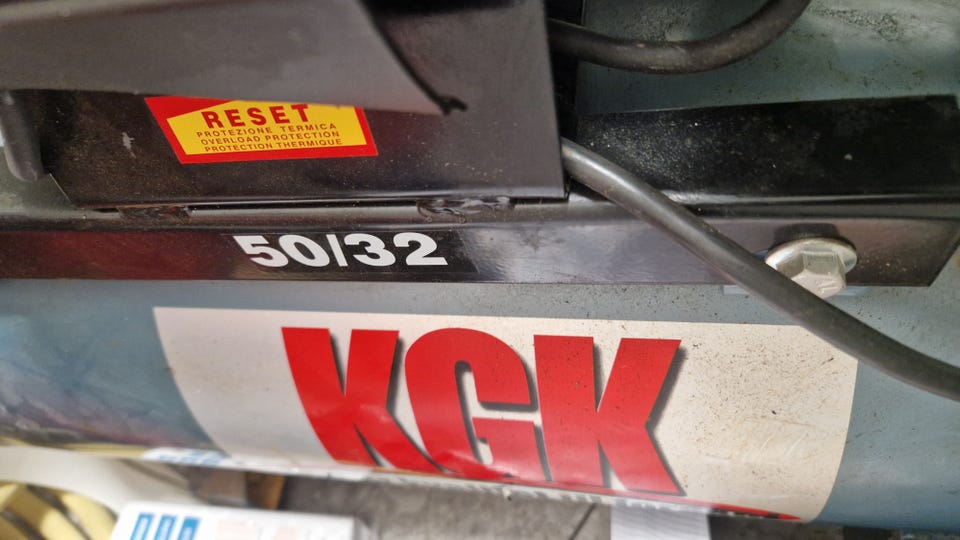 RESET
PROTEZIONE TERMICA
OVERLOAD PROTECTION
PROTECTION THERMIQUE
50/32
KGK